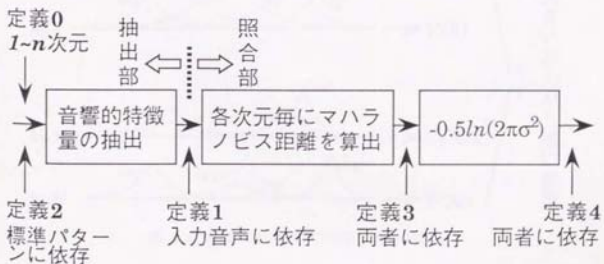 定義0
1~n次元
抽出部
照合部
音響的特徴
量の抽出
各次元毎にマハラ
ノビス距離を算出
-0.5ln(2πσ²)
定義2
標準パター
ンに依存
定義1
入力音声に依存
定義3
両者に依存
定義4
両者に依存